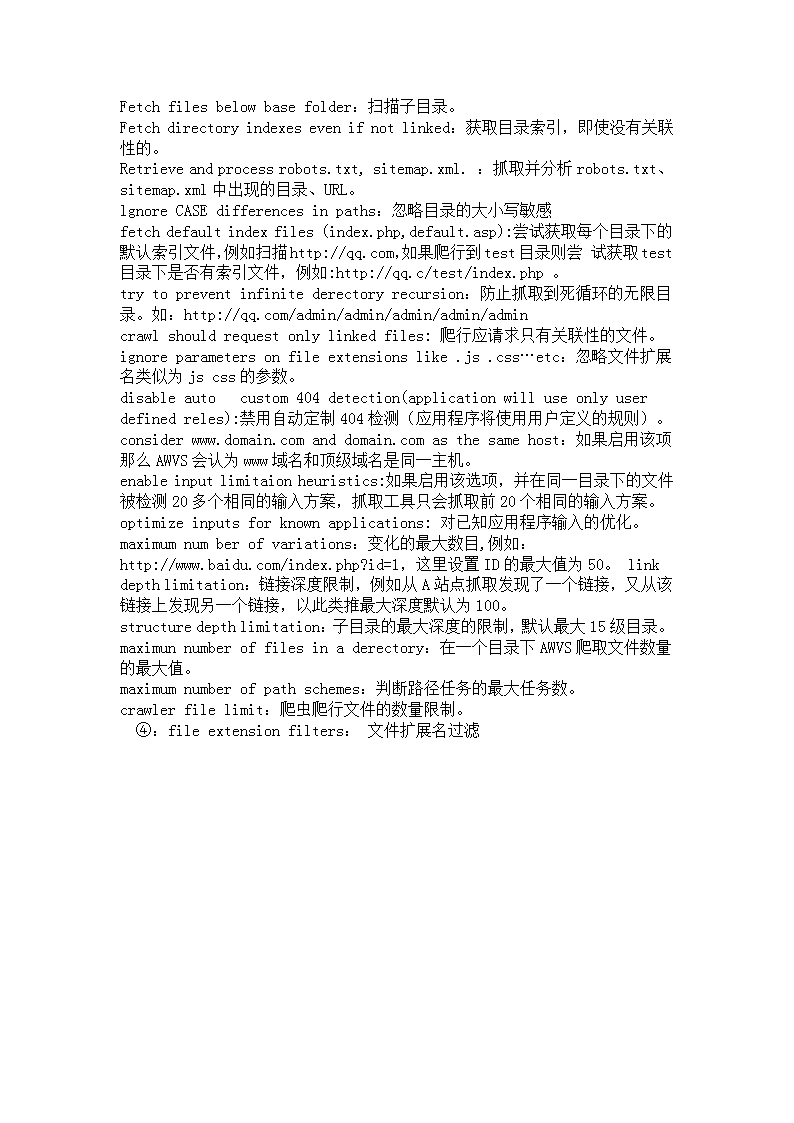 Fetch files below base folder：扫描子目录。
Fetch directory indexes even if not linked：获取目录索引，即使没有关联
性的。
Retrieve and process robots.txt, sitemap.xml. ：抓取并分析 robots.txt、
sitemap.xml 中出现的目录、URL。
lgnore CASE differences in paths：忽略目录的大小写敏感
fetch default index files (index.php,default.asp):尝试获取每个目录下的
默认索引文件,例如扫描 http://qq.com,如果爬行到 test 目录则尝 试获取 test
目录下是否有索引文件，例如:http://qq.c/test/index.php 。
try to prevent infinite derectory recursion：防止抓取到死循环的无限目
录。如：http://qq.com/admin/admin/admin/admin/admin
crawl should request only linked files: 爬行应请求只有关联性的文件。
ignore parameters on file extensions like .js .css…etc：忽略文件扩展
名类似为 js css 的参数。
disable auto  custom 404 detection(application will use only user
defined reles):禁用自动定制 404 检测（应用程序将使用用户定义的规则）。
consider www.domain.com and domain.com as the same host：如果启用该项
那么 AWVS 会认为 www 域名和顶级域名是同一主机。
enable input limitaion heuristics:如果启用该选项，并在同一目录下的文件
被检测 20 多个相同的输入方案，抓取工具只会抓取前 20 个相同的输入方案。
optimize inputs for known applications: 对已知应用程序输入的优化。
maximum num ber of variations：变化的最大数目,例如：
http://www.baidu.com/index.php?id=1，这里设置 ID 的最大值为 50。 link
depth limitation：链接深度限制，例如从 A 站点抓取发现了一个链接，又从该
链接上发现另一个链接，以此类推最大深度默认为 100。
structure depth limitation：子目录的最大深度的限制，默认最大 15 级目录。
maximun number of files in a derectory：在一个目录下 AWVS 爬取文件数量
的最大值。
maximum number of path schemes：判断路径任务的最大任务数。
crawler file limit：爬虫爬行文件的数量限制。
④：file extension filters： 文件扩展名过滤